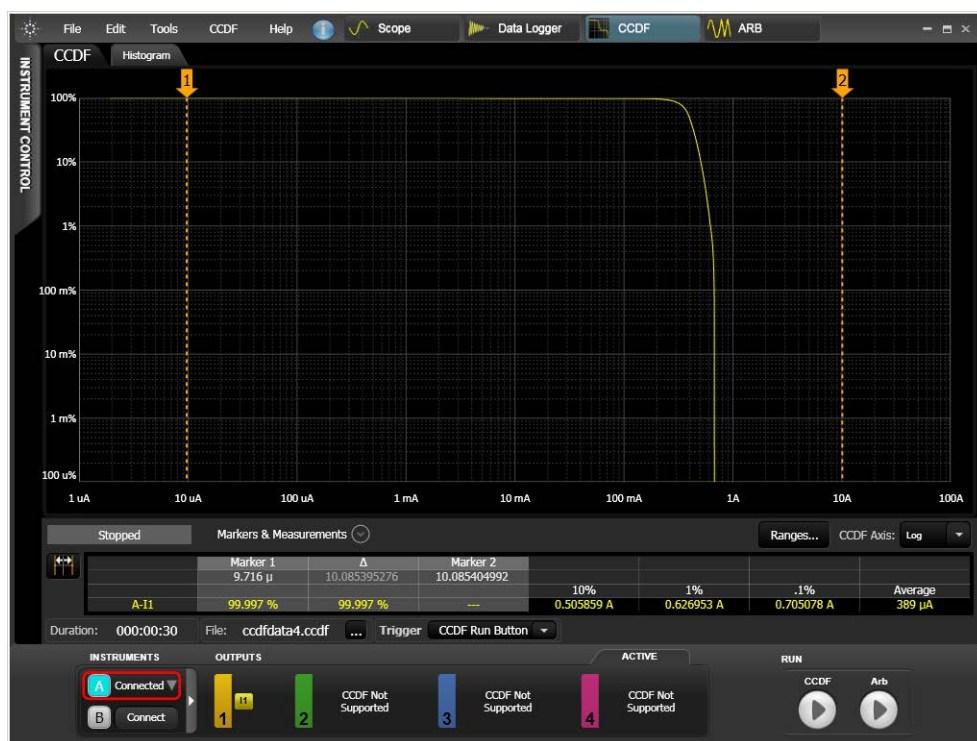 File Edit Tools CCDF Help i Scope Data Logger CCDF ARB
INSTRUMENT CONTROL
CCDF Histogram
1 2
100%
10%
1%
100 m%
10 m%
1 m%
100 u%
1 uA 10 uA 100 uA 1 mA 10 mA 100 mA 1A 10A 100A
Stopped Markers & Measurements Ranges... CCDF Axis: Log
Marker 1 Δ Marker 2
9.716 µ 10.085395276 10.085404992
10% 1% .1% Average
A-I1 99.997 % 99.997 % --- 0.505859 A 0.626953 A 0.705078 A 389 µA
Duration: 000:00:30 File: ccdfdata4.ccdf ... Trigger CCDF Run Button
INSTRUMENTS OUTPUTS ACTIVE RUN
A Connected
B Connect
1 I1
2 CCDF Not Supported
3 CCDF Not Supported
4 CCDF Not Supported
CCDF Arb